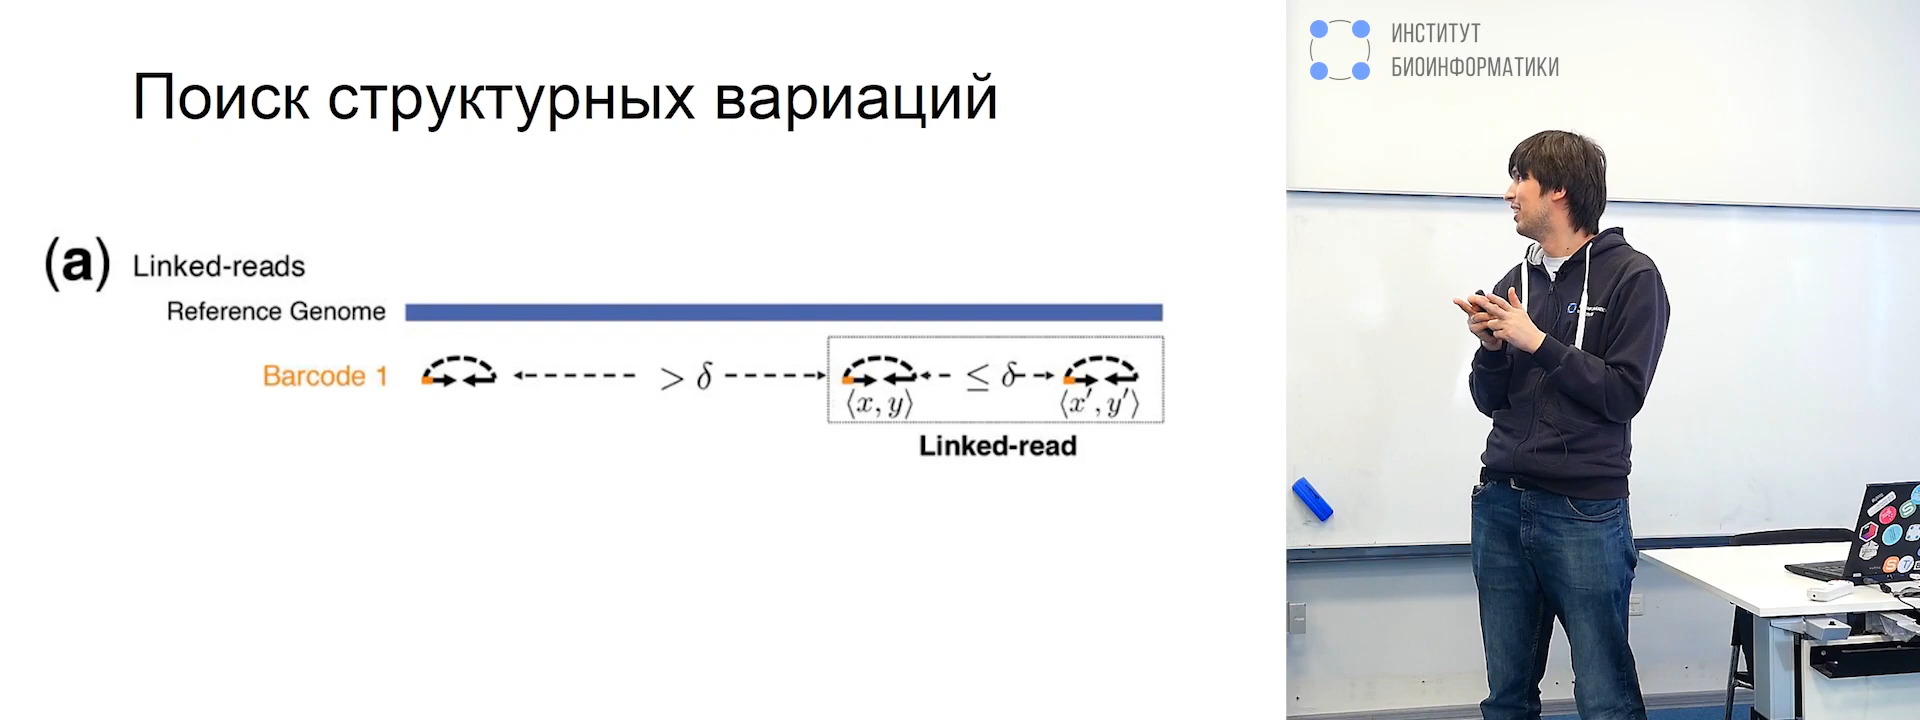 Поиск структурных вариаций
(a) Linked-reads
Reference Genome
Barcode 1
> δ
≤ δ
⟨x, y⟩
⟨x′, y′⟩
Linked-read
ИНСТИТУТ
БИОИНФОРМАТИКИ